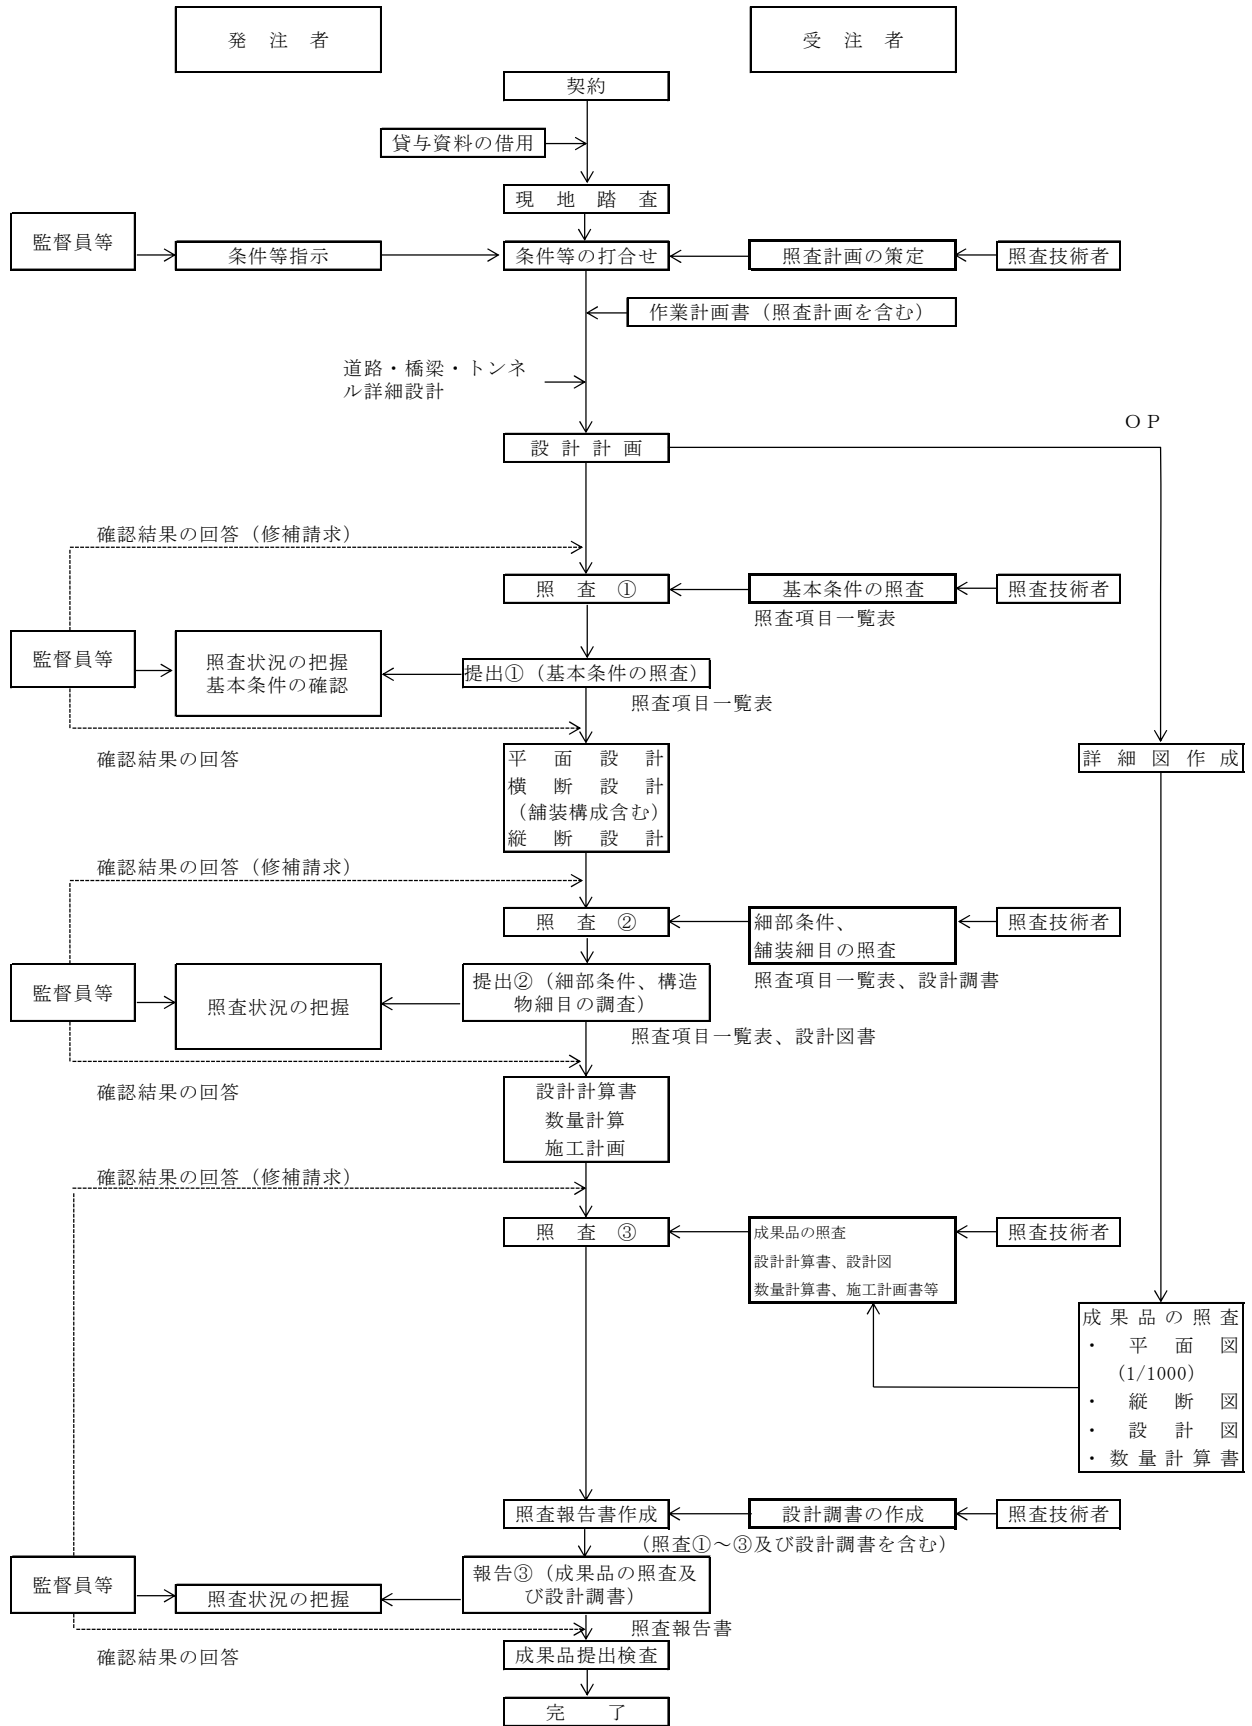 発注者
受注者
契約
貸与資料の借用
現地踏査
監督員等
条件等指示
条件等の打合せ
照査計画の策定
照査技術者
作業計画書（照査計画を含む）
道路・橋梁・トンネ
ル詳細設計
ＯＰ
設計計画
確認結果の回答（修補請求）
照査①
基本条件の照査
照査技術者
照査項目一覧表
監督員等
照査状況の把握
基本条件の確認
提出①（基本条件の照査）
照査項目一覧表
確認結果の回答
平面設計
横断設計
（舗装構成含む）
縦断設計
詳細図作成
確認結果の回答（修補請求）
照査②
細部条件、
舗装細目の照査
照査技術者
照査項目一覧表、設計調書
監督員等
照査状況の把握
提出②（細部条件、構造
物細目の調査）
照査項目一覧表、設計図書
確認結果の回答
設計計算書
数量計算
施工計画
確認結果の回答（修補請求）
照査③
成果品の照査
設計計算書、設計図
数量計算書、施工計画書等
照査技術者
成果品の照査
・平面図
（1/1000）
・縦断図
・設計図
・数量計算書
照査報告書作成
設計調書の作成
照査技術者
（照査①～③及び設計調書を含む）
監督員等
照査状況の把握
報告③（成果品の照査及
び設計調書）
照査報告書
確認結果の回答
成果品提出検査
完了